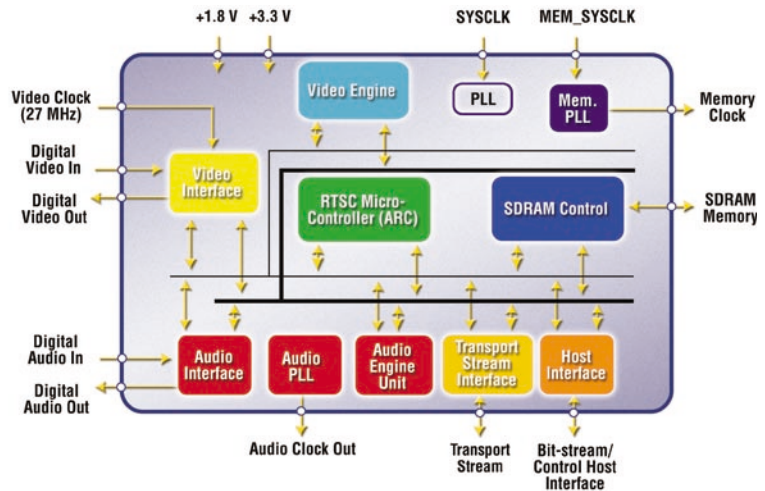 +1.8 V
+3.3 V
SYSCLK
MEM_SYSCLK
Video Clock
(27 MHz)
Digital
Video In
Digital
Video Out
Video Engine
PLL
Mem.
PLL
Memory
Clock
Video
Interface
RTSC Micro-
Controller (ARC)
SDRAM Control
SDRAM
Memory
Digital
Audio In
Digital
Audio Out
Audio
Interface
Audio
PLL
Audio
Engine
Unit
Transport
Stream
Interface
Host
Interface
Audio Clock Out
Transport
Stream
Bit-stream/
Control Host
Interface